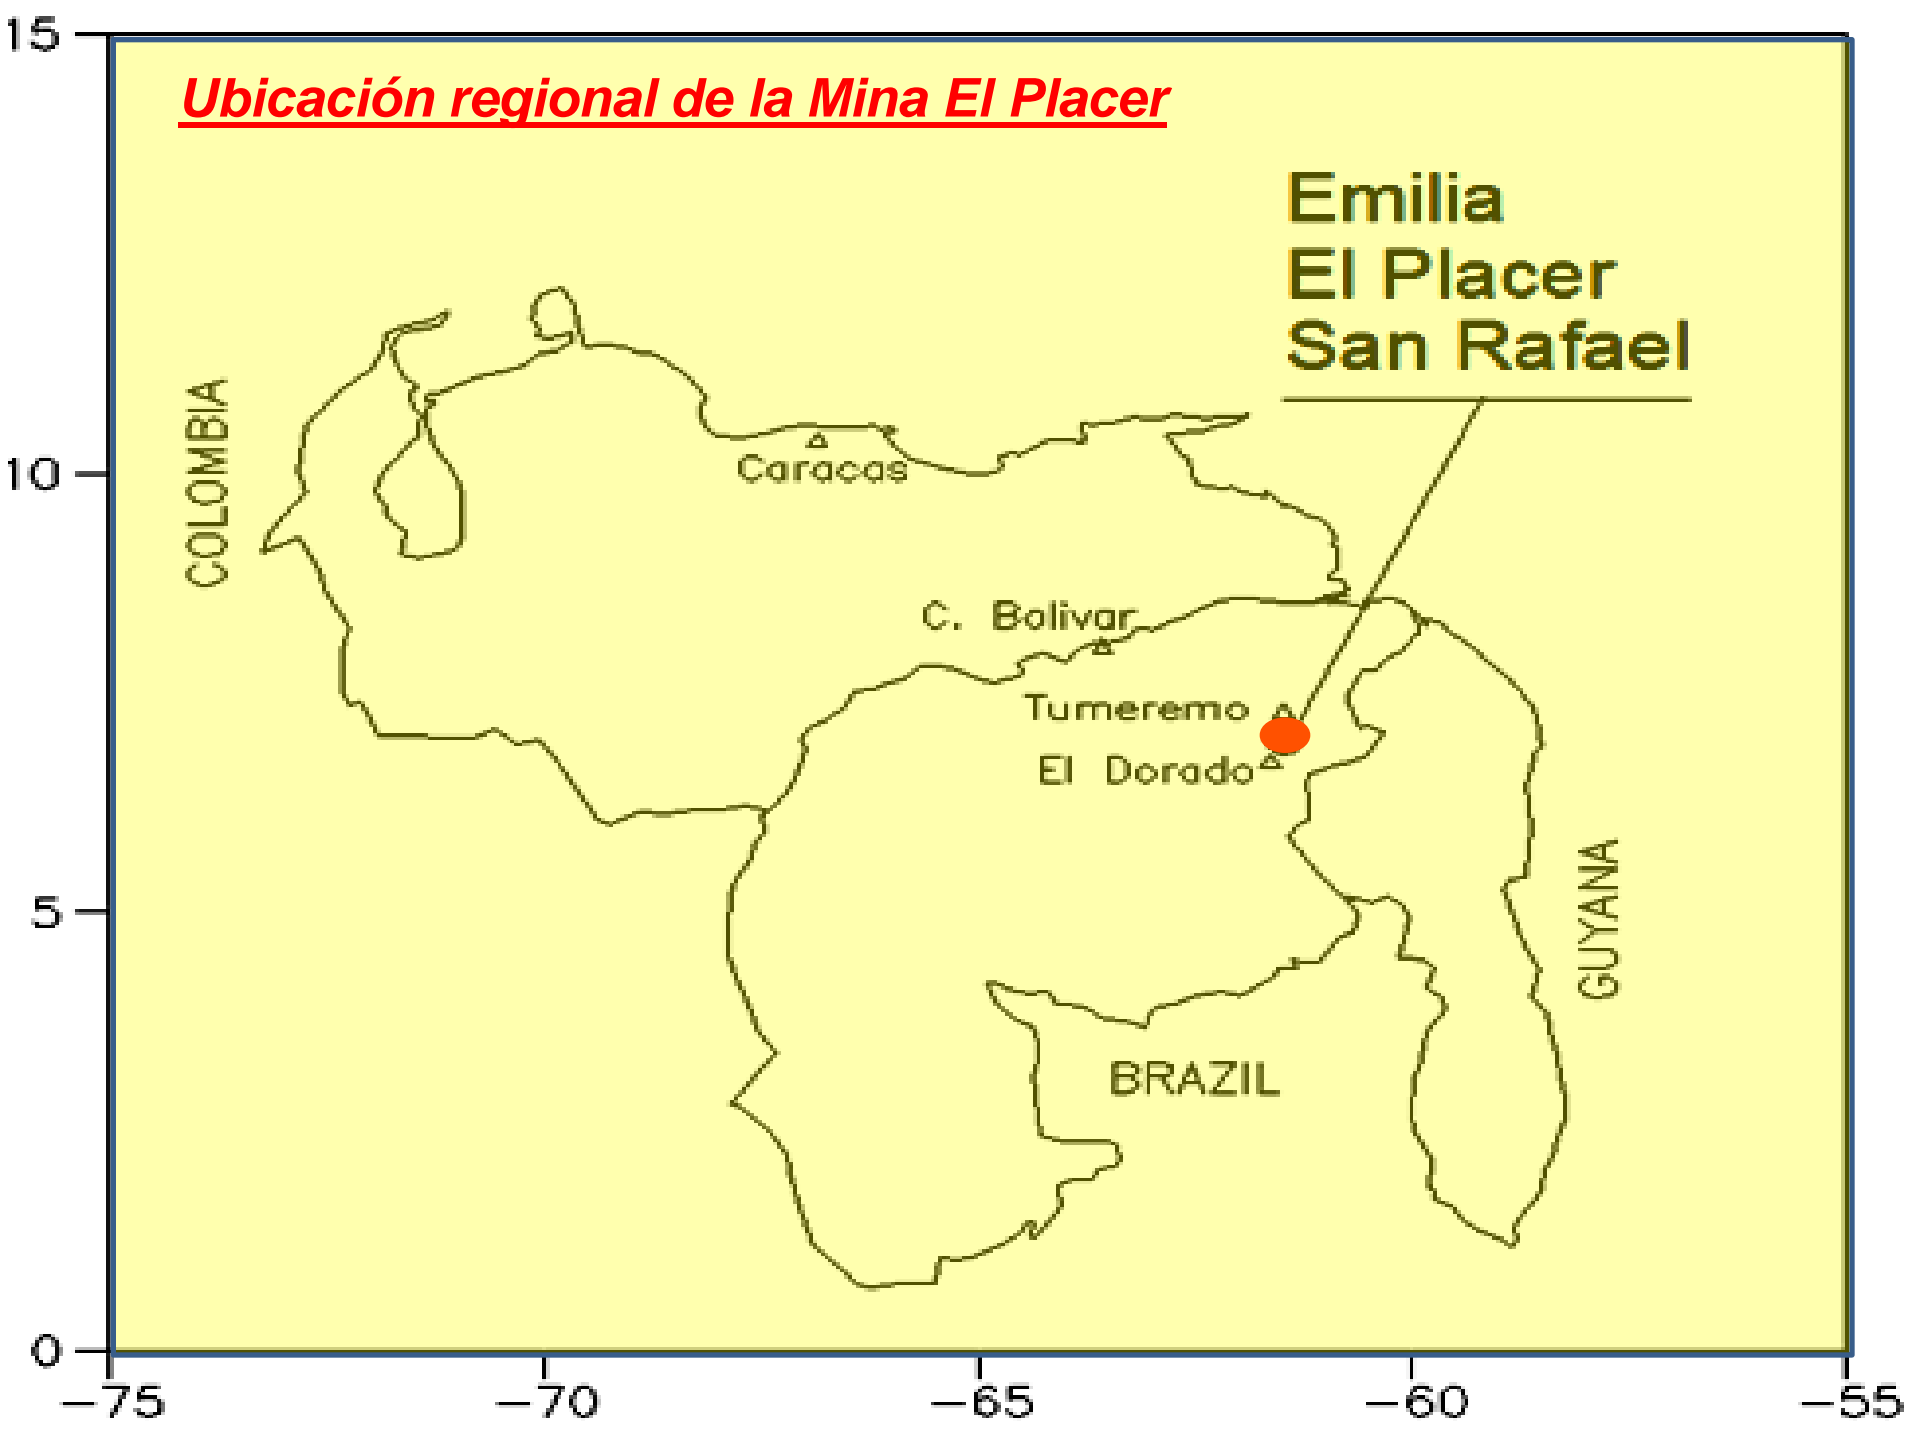 15
Ubicación regional de la Mina El Placer
Emilia
El Placer
San Rafael
COLOMBIA
10
Caracas
C. Bolivar
Tumeremo
El Dorado
GUYANA
5
BRAZIL
0
-75
-70
-65
-60
-55